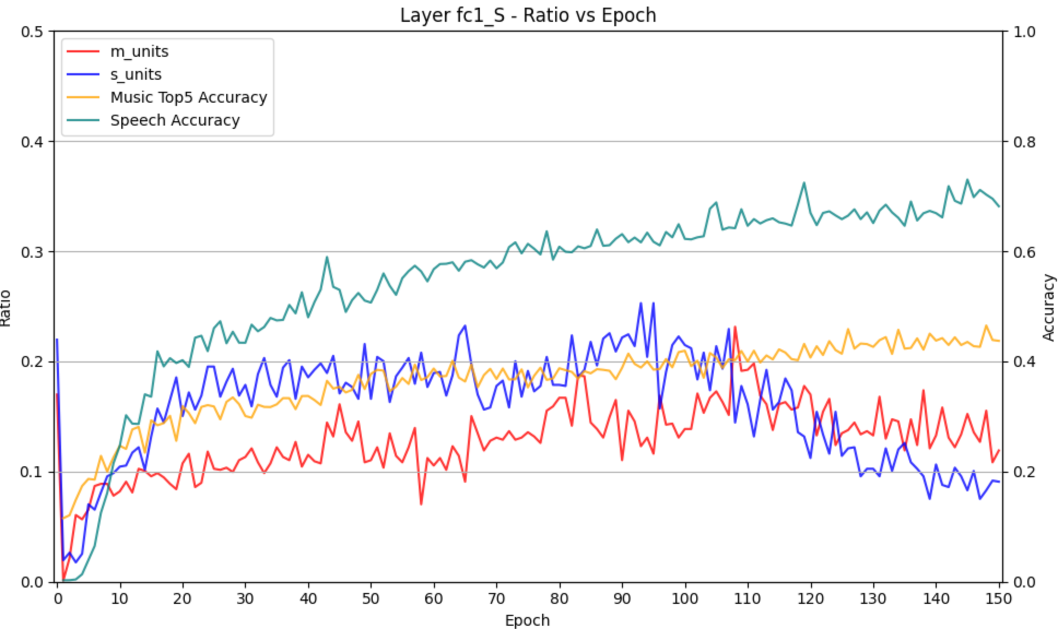 Layer fc1_S - Ratio vs Epoch
m_units
s_units
Music Top5 Accuracy
Speech Accuracy
0.5
0.4
0.3
0.2
0.1
0.0
Ratio
1.0
0.8
0.6
0.4
0.2
0.0
Accuracy
0 10 20 30 40 50 60 70 80 90 100 110 120 130 140 150
Epoch